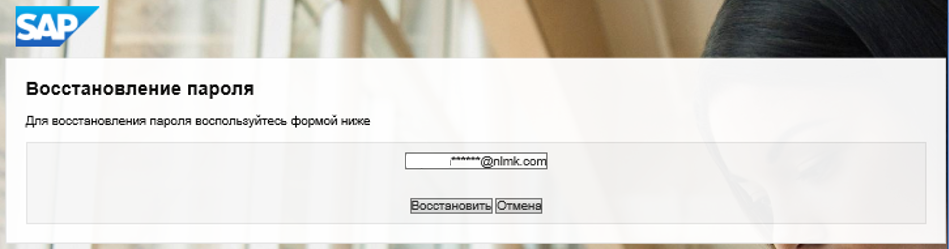 SAP
Восстановление пароля
Для восстановления пароля воспользуйтесь формой ниже
******@nlmk.com
Восстановить Отмена